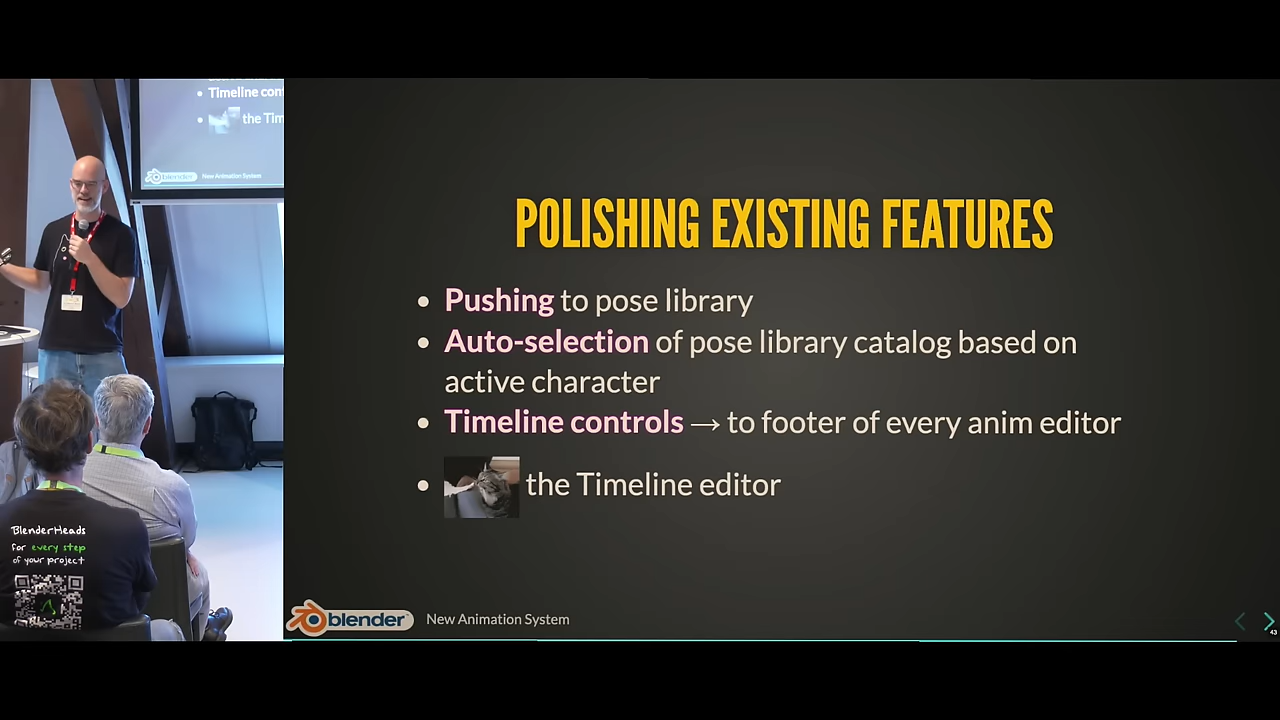 Timeline con
the Tim
blender
New Animation System
POLISHING EXISTING FEATURES
• Pushing to pose library
• Auto-selection of pose library catalog based on
active character
• Timeline controls → to footer of every anim editor
• the Timeline editor
BlenderHeads
for every step
of your project
blender
New Animation System
43